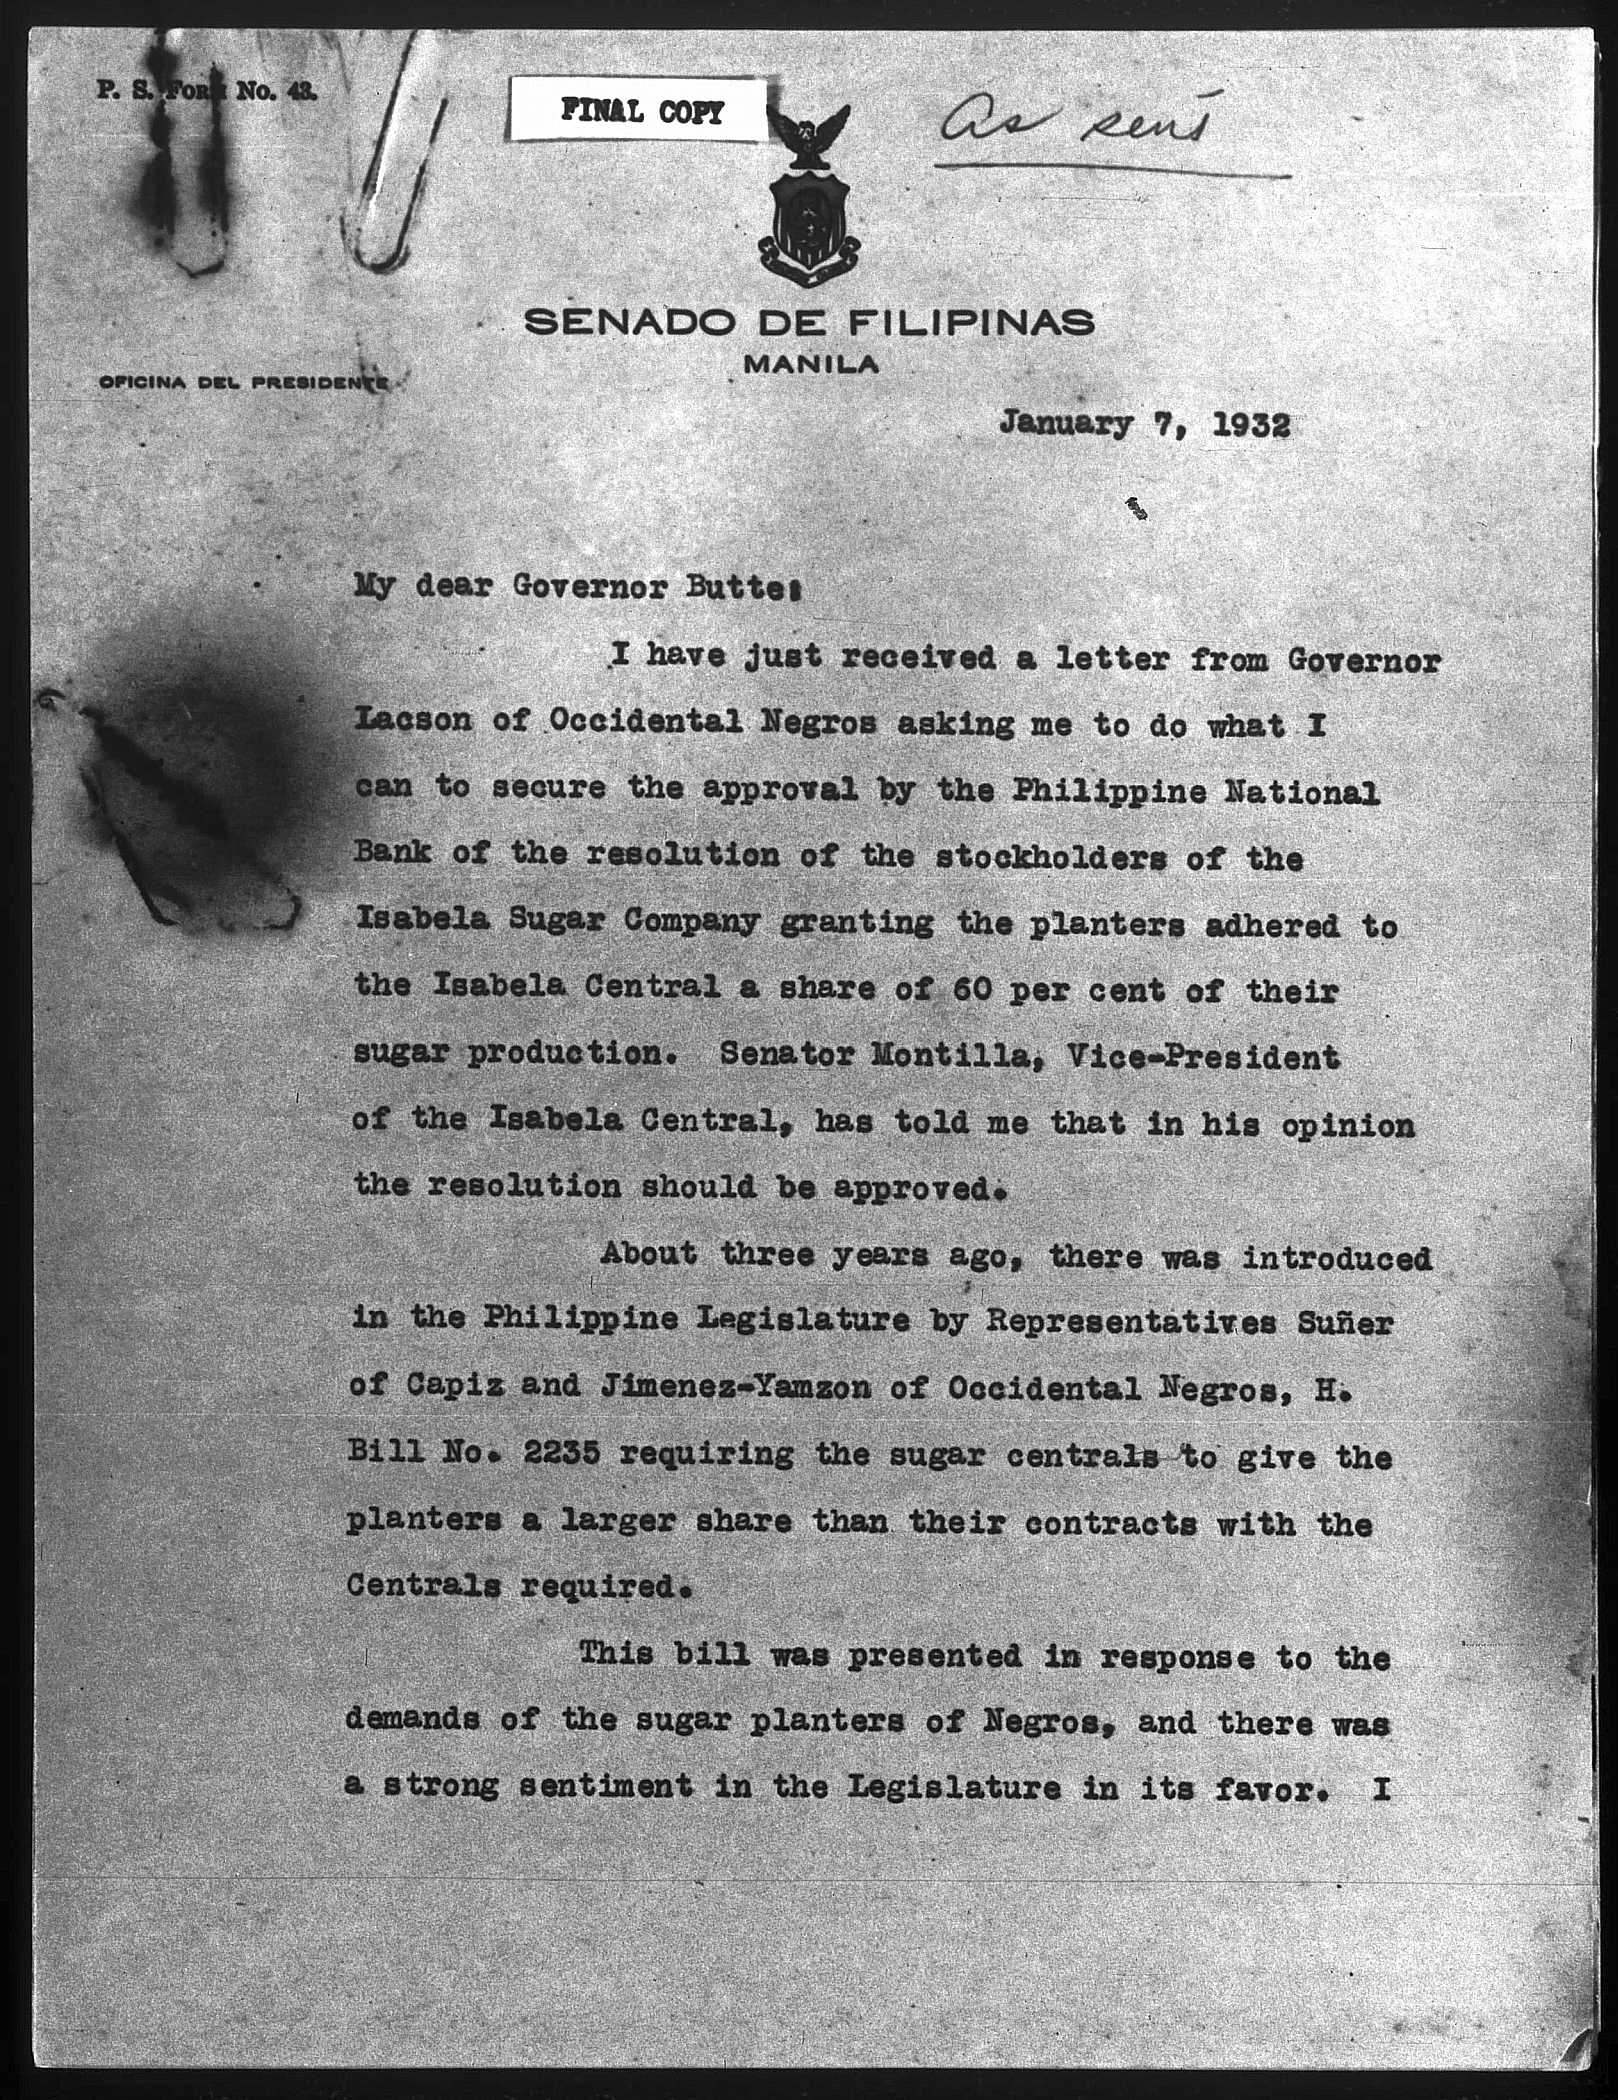 P. S. Form No. 43.
FINAL COPY
As sent
SENADO DE FILIPINAS
MANILA
OFICINA DEL PRESIDENTE
January 7, 1932
My dear Governor Butte:
I have just received a letter from Governor
Lacson of Occidental Negros asking me to do what I
can to secure the approval by the Philippine National
Bank of the resolution of the stockholders of the
Isabela Sugar Company granting the planters adhered to
the Isabela Central a share of 60 per cent of their
sugar production. Senator Montilla, Vice-President
of the Isabela Central, has told me that in his opinion
the resolution should be approved.
About three years ago, there was introduced
in the Philippine Legislature by Representatives Suñer
of Capiz and Jimenez-Yamzon of Occidental Negros, H.
Bill No. 2235 requiring the sugar centrals to give the
planters a larger share than their contracts with the
Centrals required.
This bill was presented in response to the
demands of the sugar planters of Negros, and there was
a strong sentiment in the Legislature in its favor. I